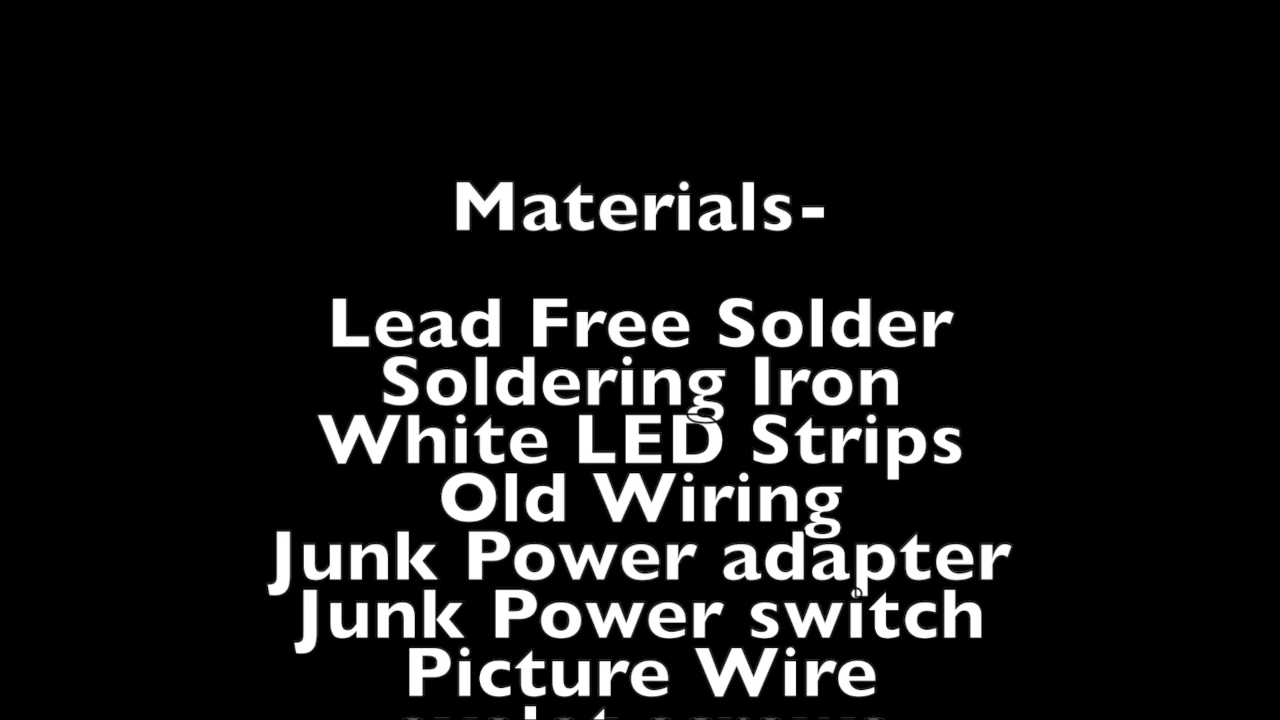 Materials-
Lead Free Solder
Soldering Iron
White LED Strips
Old Wiring
Junk Power adapter
Junk Power switch
Picture Wire